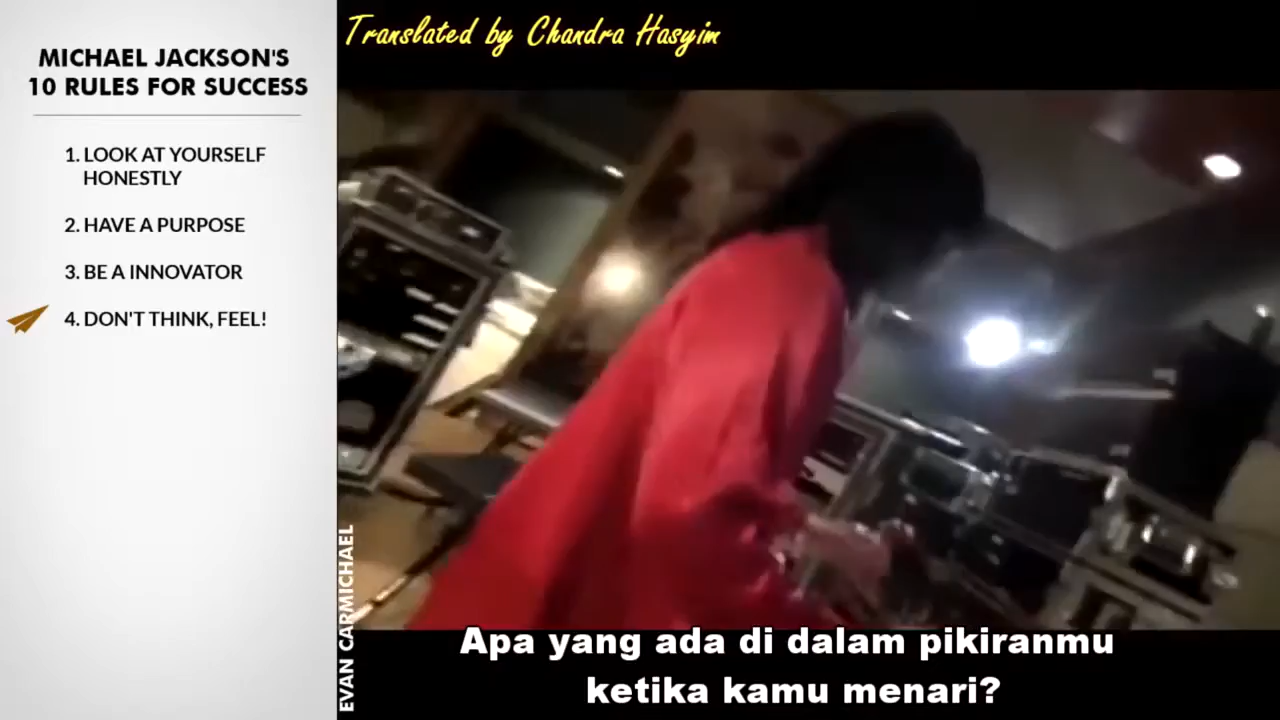 MICHAEL JACKSON'S
10 RULES FOR SUCCESS
1. LOOK AT YOURSELF
HONESTLY
2. HAVE A PURPOSE
3. BE A INNOVATOR
4. DON'T THINK, FEEL!
Translated by Chandra Hasyim
EVAN CARMICHAEL
Apa yang ada di dalam pikiranmu
ketika kamu menari?